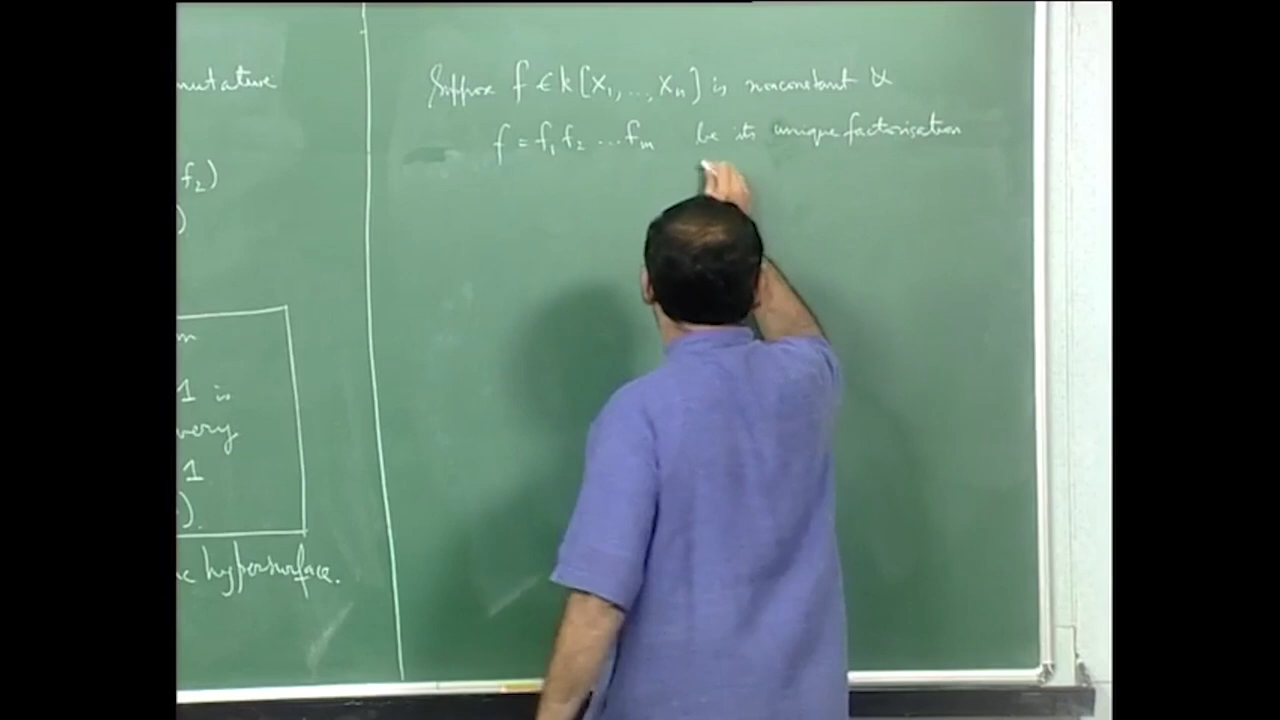 mutative
f₂)
)
m
1 is
very
1
).
c hypersurface.
Suppose f ∈ k[X₁,..., Xₙ] is nonconstant &
f = f₁ f₂ ... fₘ be its unique factorisation